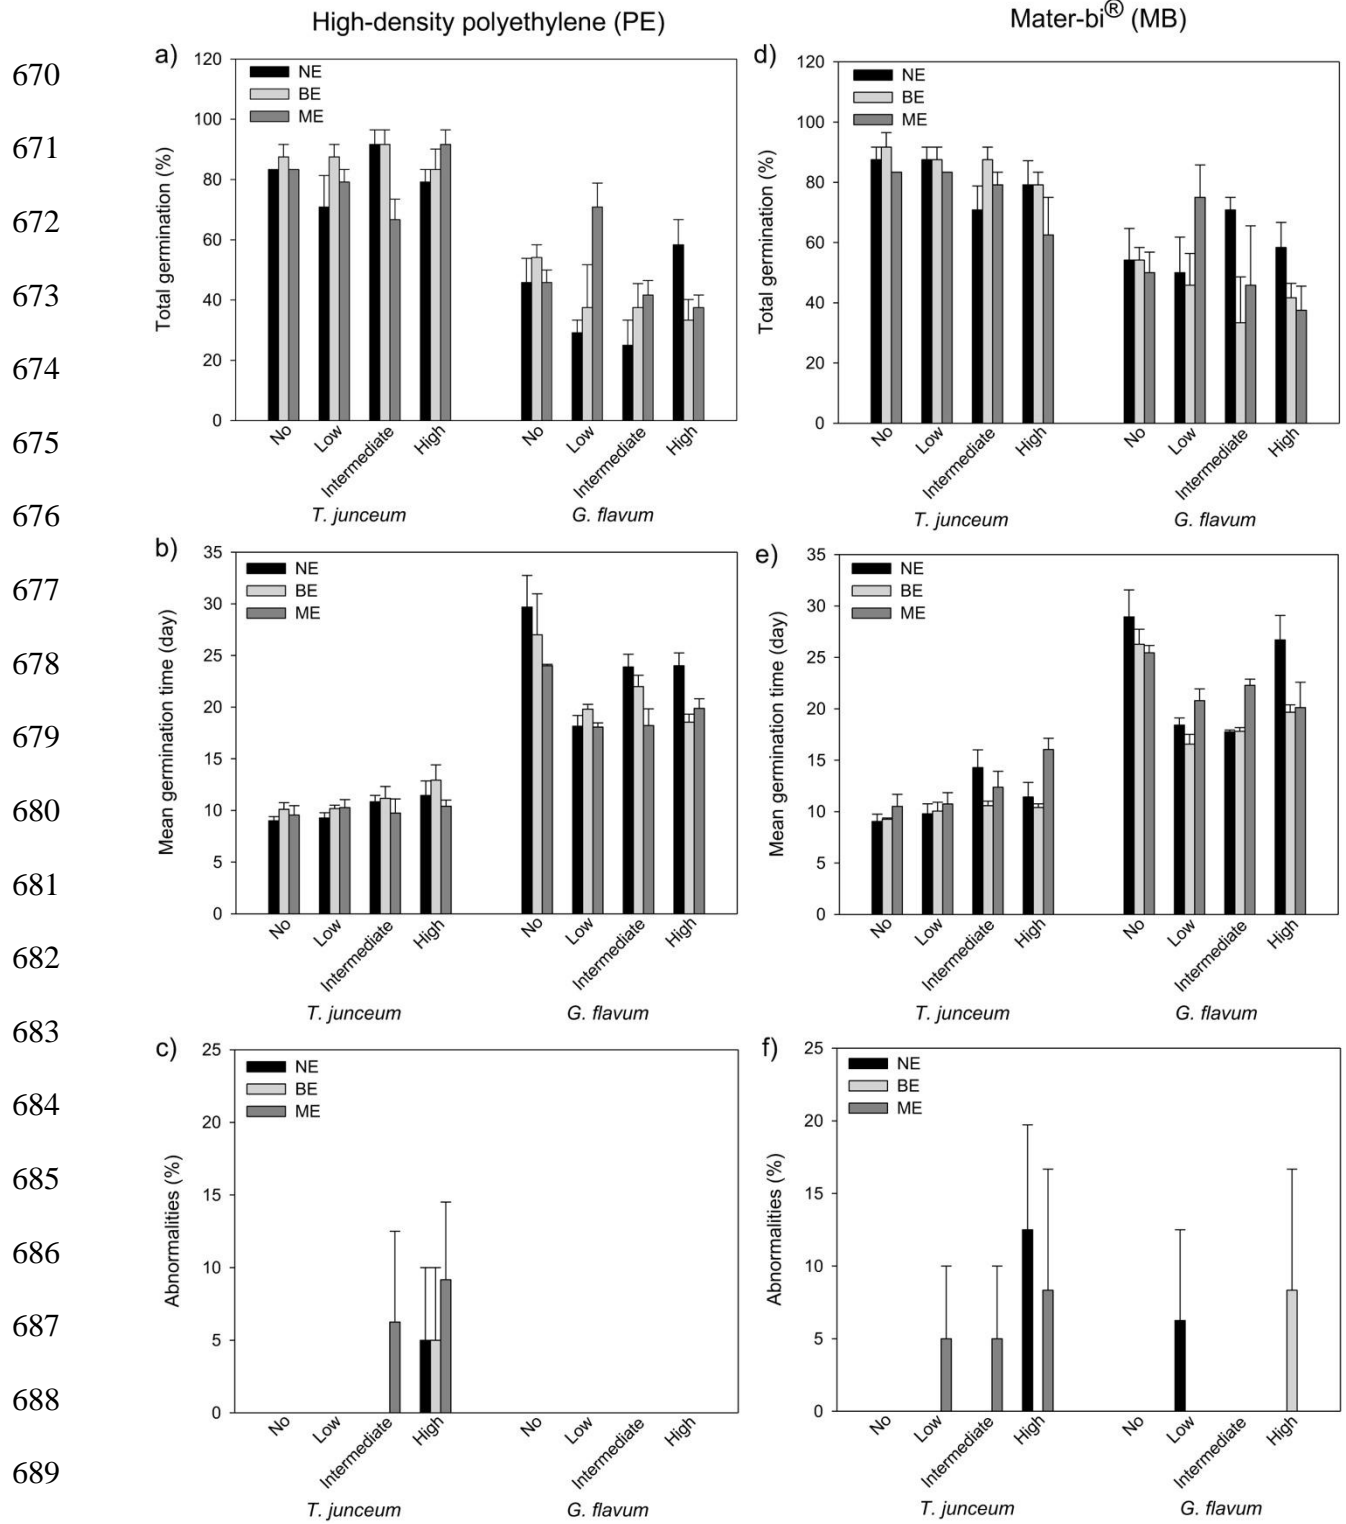 High-density polyethylene (PE)
Mater-bi® (MB)
670
671
672
673
674
675
676
677
678
679
680
681
682
683
684
685
686
687
688
689
a)
120
100
80
60
40
20
0
Total germination (%)
NE
BE
ME
No
Low
Intermediate
High
No
Low
Intermediate
High
T. junceum
G. flavum
d)
120
100
80
60
40
20
0
Total germination (%)
NE
BE
ME
No
Low
Intermediate
High
No
Low
Intermediate
High
T. junceum
G. flavum
b)
35
30
25
20
15
10
5
0
Mean germination time (day)
NE
BE
ME
No
Low
Intermediate
High
No
Low
Intermediate
High
T. junceum
G. flavum
e)
35
30
25
20
15
10
5
0
Mean germination time (day)
NE
BE
ME
No
Low
Intermediate
High
No
Low
Intermediate
High
T. junceum
G. flavum
c)
25
20
15
10
5
0
Abnormalities (%)
NE
BE
ME
No
Low
Intermediate
High
No
Low
Intermediate
High
T. junceum
G. flavum
f)
25
20
15
10
5
0
Abnormalities (%)
NE
BE
ME
No
Low
Intermediate
High
No
Low
Intermediate
High
T. junceum
G. flavum